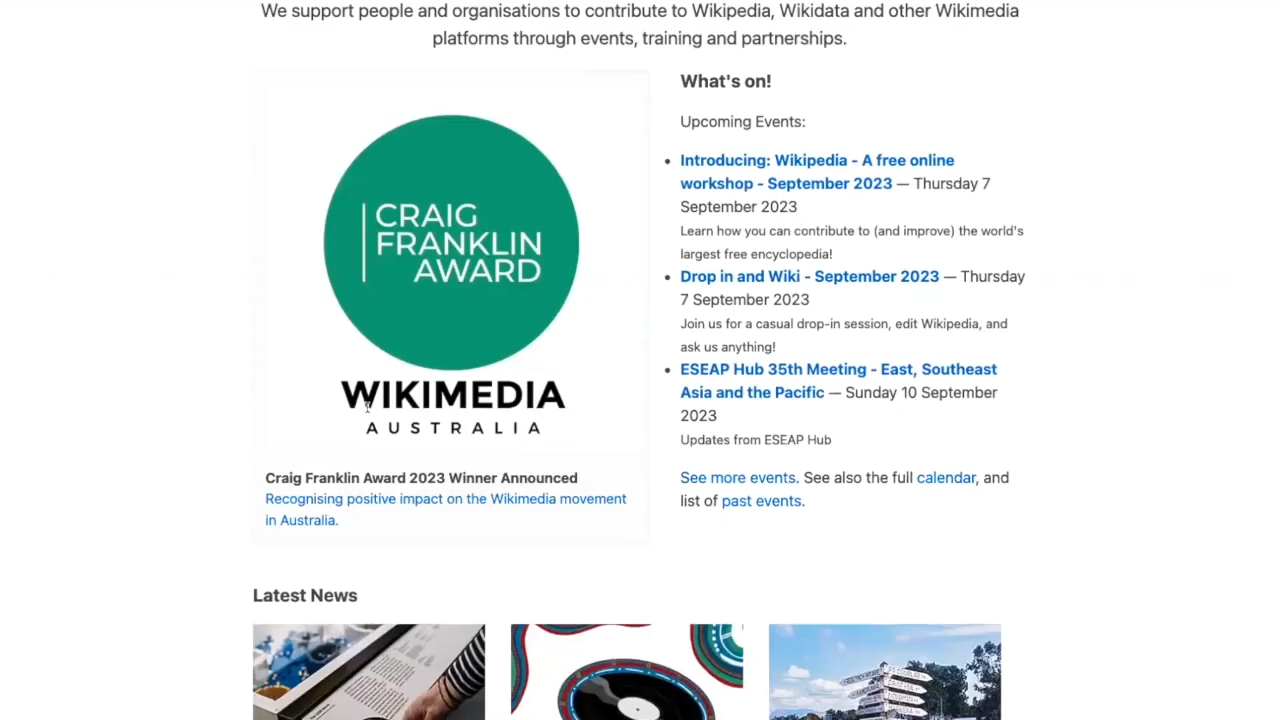 We support people and organisations to contribute to Wikipedia, Wikidata and other Wikimedia
platforms through events, training and partnerships.
CRAIG
FRANKLIN
AWARD
WIKIMEDIA
AUSTRALIA
Craig Franklin Award 2023 Winner Announced
Recognising positive impact on the Wikimedia movement
in Australia.
What's on!
Upcoming Events:
Introducing: Wikipedia - A free online
workshop - September 2023 — Thursday 7
September 2023
Learn how you can contribute to (and improve) the world's
largest free encyclopedia!
Drop in and Wiki - September 2023 — Thursday
7 September 2023
Join us for a casual drop-in session, edit Wikipedia, and
ask us anything!
ESEAP Hub 35th Meeting - East, Southeast
Asia and the Pacific — Sunday 10 September
2023
Updates from ESEAP Hub
See more events. See also the full calendar, and
list of past events.
Latest News